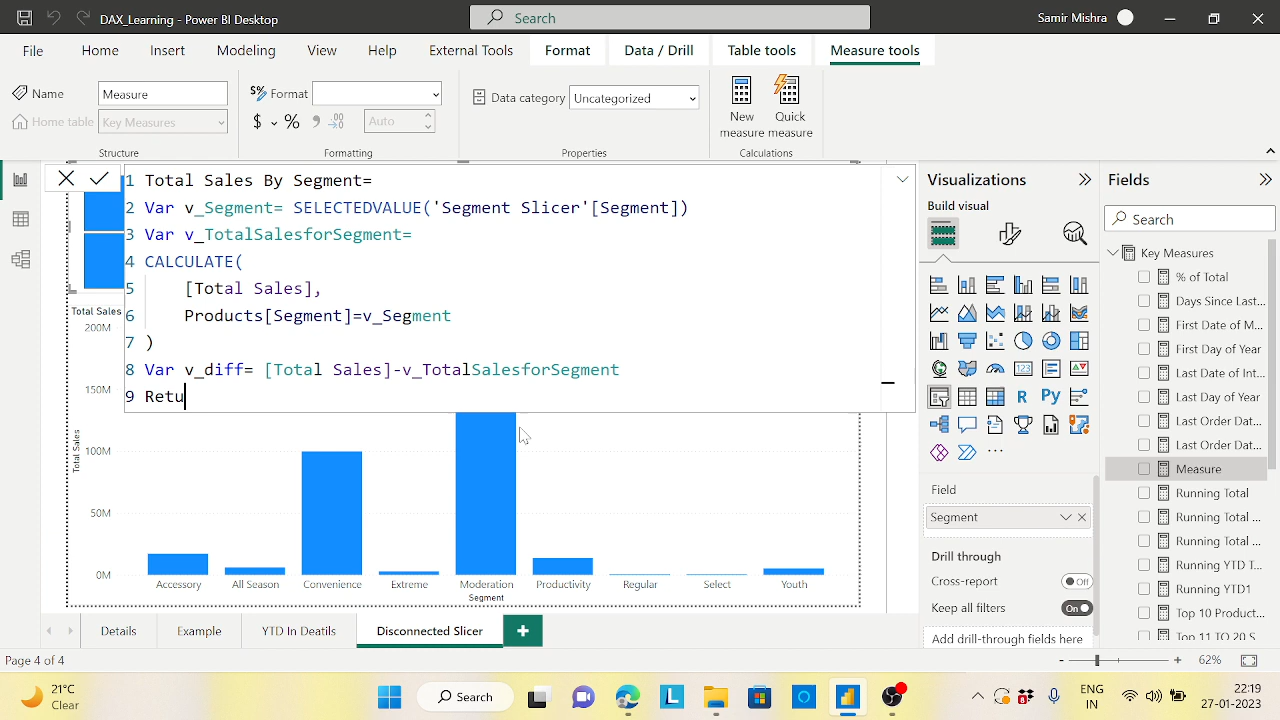 DAX_Learning - Power BI Desktop
Search
Samir Mishra
File
Home
Insert
Modeling
View
Help
External Tools
Format
Data / Drill
Table tools
Measure tools
Name
Measure
Home table
Key Measures
Structure
Format
$ % 9 .00
Auto
Formatting
Data category
Uncategorized
Properties
New measure
Quick measure
Calculations
1 Total Sales By Segment=
2 Var v_Segment= SELECTEDVALUE('Segment Slicer'[Segment])
3 Var v_TotalSalesforSegment=
4 CALCULATE(
5 [Total Sales],
6 Products[Segment]=v_Segment
7 )
8 Var v_diff= [Total Sales]-v_TotalSalesforSegment
9 Retu
Total Sales
200M
150M
100M
50M
0M
Total Sales
Accessory
All Season
Convenience
Extreme
Moderation
Productivity
Regular
Select
Youth
Segment
Visualizations
Build visual
R
Py
123
Field
Segment
Drill through
Cross-report
Off
Keep all filters
On
Add drill-through fields here
Fields
Search
Key Measures
% of Total
Days Since Last...
First Date of M...
First Day of Year
Last Date of Int...
Last Day of Year
Last Order Dat...
Last Order Dat...
Measure
Running Total
Running Total ...
Running Total ...
Running YTD T...
Running YTD1
Top 10 Product...
Top 11 TO 21 S...
Details
Example
YTD In Deatils
Disconnected Slicer
+
Page 4 of 4
- + 62%
21°C
Clear
Search
L
ENG
IN
22:19
27-01-2023